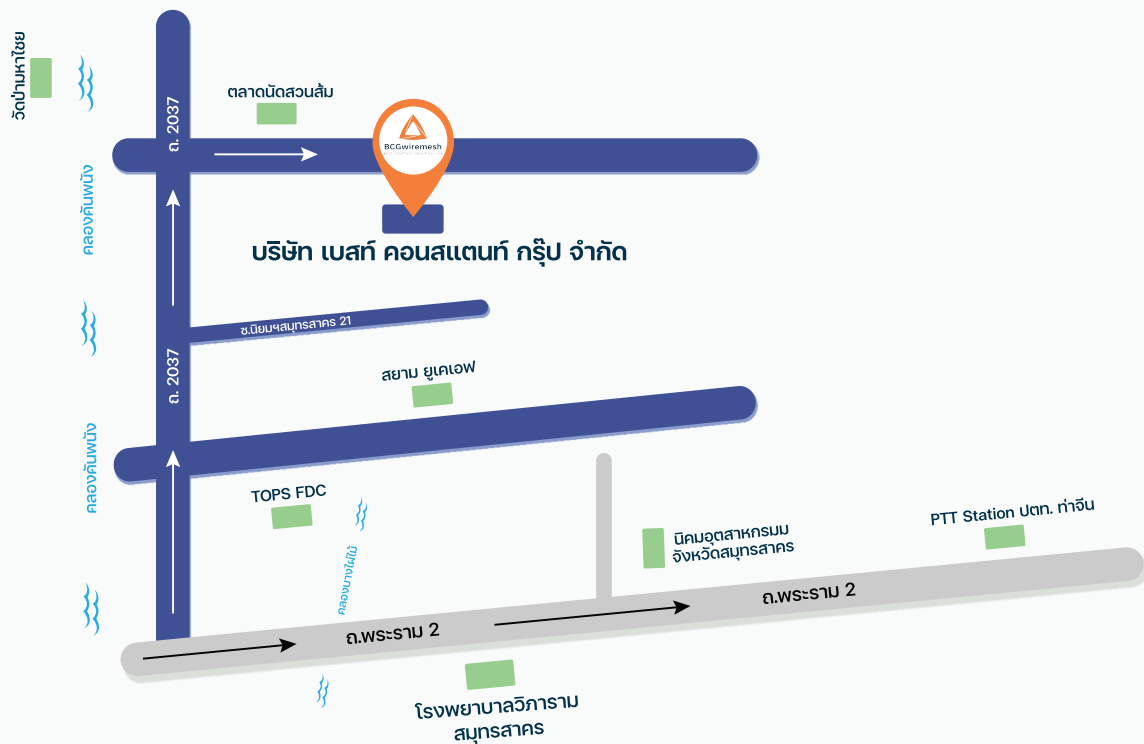 วัดป่ามหาไชย
ถ. 2037
ตลาดนัดสวนส้ม
BCGwiremesh
คลองคันพนัง
บริษัท เบสท์ คอนสแตนท์ กรุ๊ป จำกัด
ซ.นิยมฯสมุทรสาคร 21
ถ. 2037
สยาม ยูเคเอฟ
คลองคันพนัง
TOPS FDC
คลองบางไผ่ไม้
นิคมอุตสาหกรมม
จังหวัดสมุทรสาคร
PTT Station ปตท. ท่าจีน
ถ.พระราม 2
ถ.พระราม 2
โรงพยาบาลวิภาราม
สมุทรสาคร